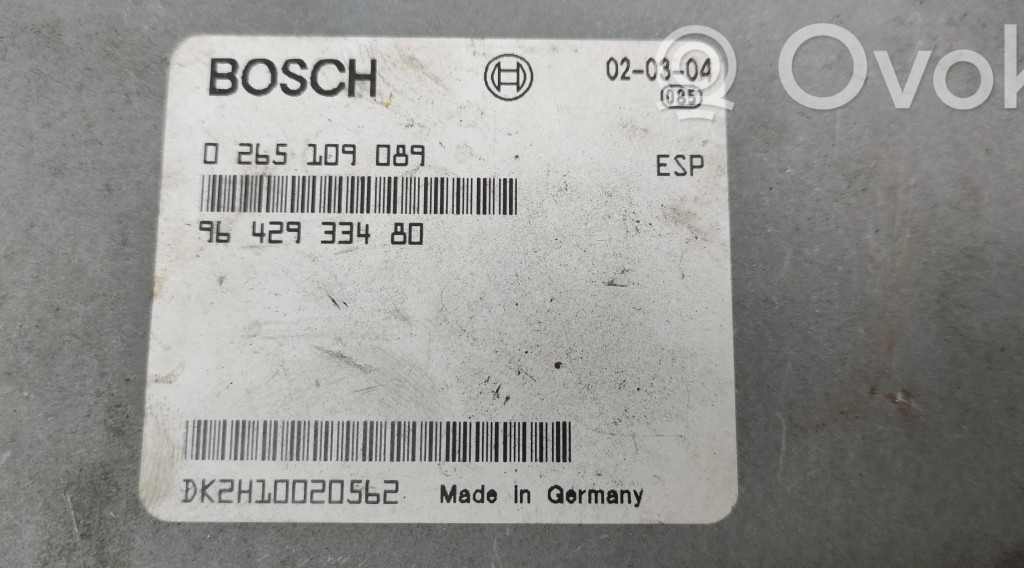 BOSCH
02-03-04
085
0 265 109 089
ESP
96 429 334 80
DK2H10020562
Made in Germany
Ovok